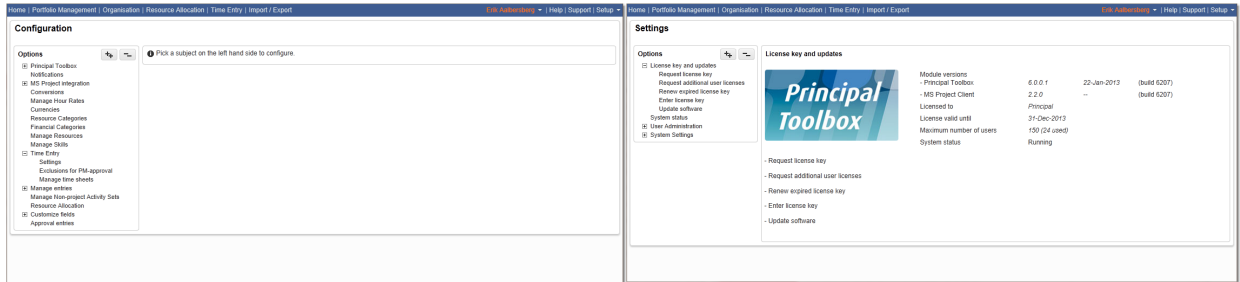 Home | Portfolio Management | Organisation | Resource Allocation | Time Entry | Import / Export
Erik Aalbersberg | Help | Support | Setup
Configuration
Options
Principal Toolbox
Notifications
MS Project integration
Conversions
Manage Hour Rates
Currencies
Resource Categories
Financial Categories
Manage Resources
Manage Skills
Time Entry
Settings
Exclusions for PM-approval
Manage time sheets
Manage entries
Manage Non-project Activity Sets
Resource Allocation
Customize fields
Approval entries
Pick a subject on the left hand side to configure.
Home | Portfolio Management | Organisation | Resource Allocation | Time Entry | Import / Export
Erik Aalbersberg | Help | Support | Setup
Settings
Options
License key and updates
Request license key
Request additional user licenses
Renew expired license key
Enter license key
Update software
System status
User Administration
System Settings
License key and updates
Principal
Toolbox
Module versions
- Principal Toolbox 6.0.0.1 22-Jan-2013 (build 6207)
- MS Project Client 2.2.0 -- (build 6207)
Licensed to Principal
License valid until 31-Dec-2013
Maximum number of users 150 (24 used)
System status Running
- Request license key
- Request additional user licenses
- Renew expired license key
- Enter license key
- Update software